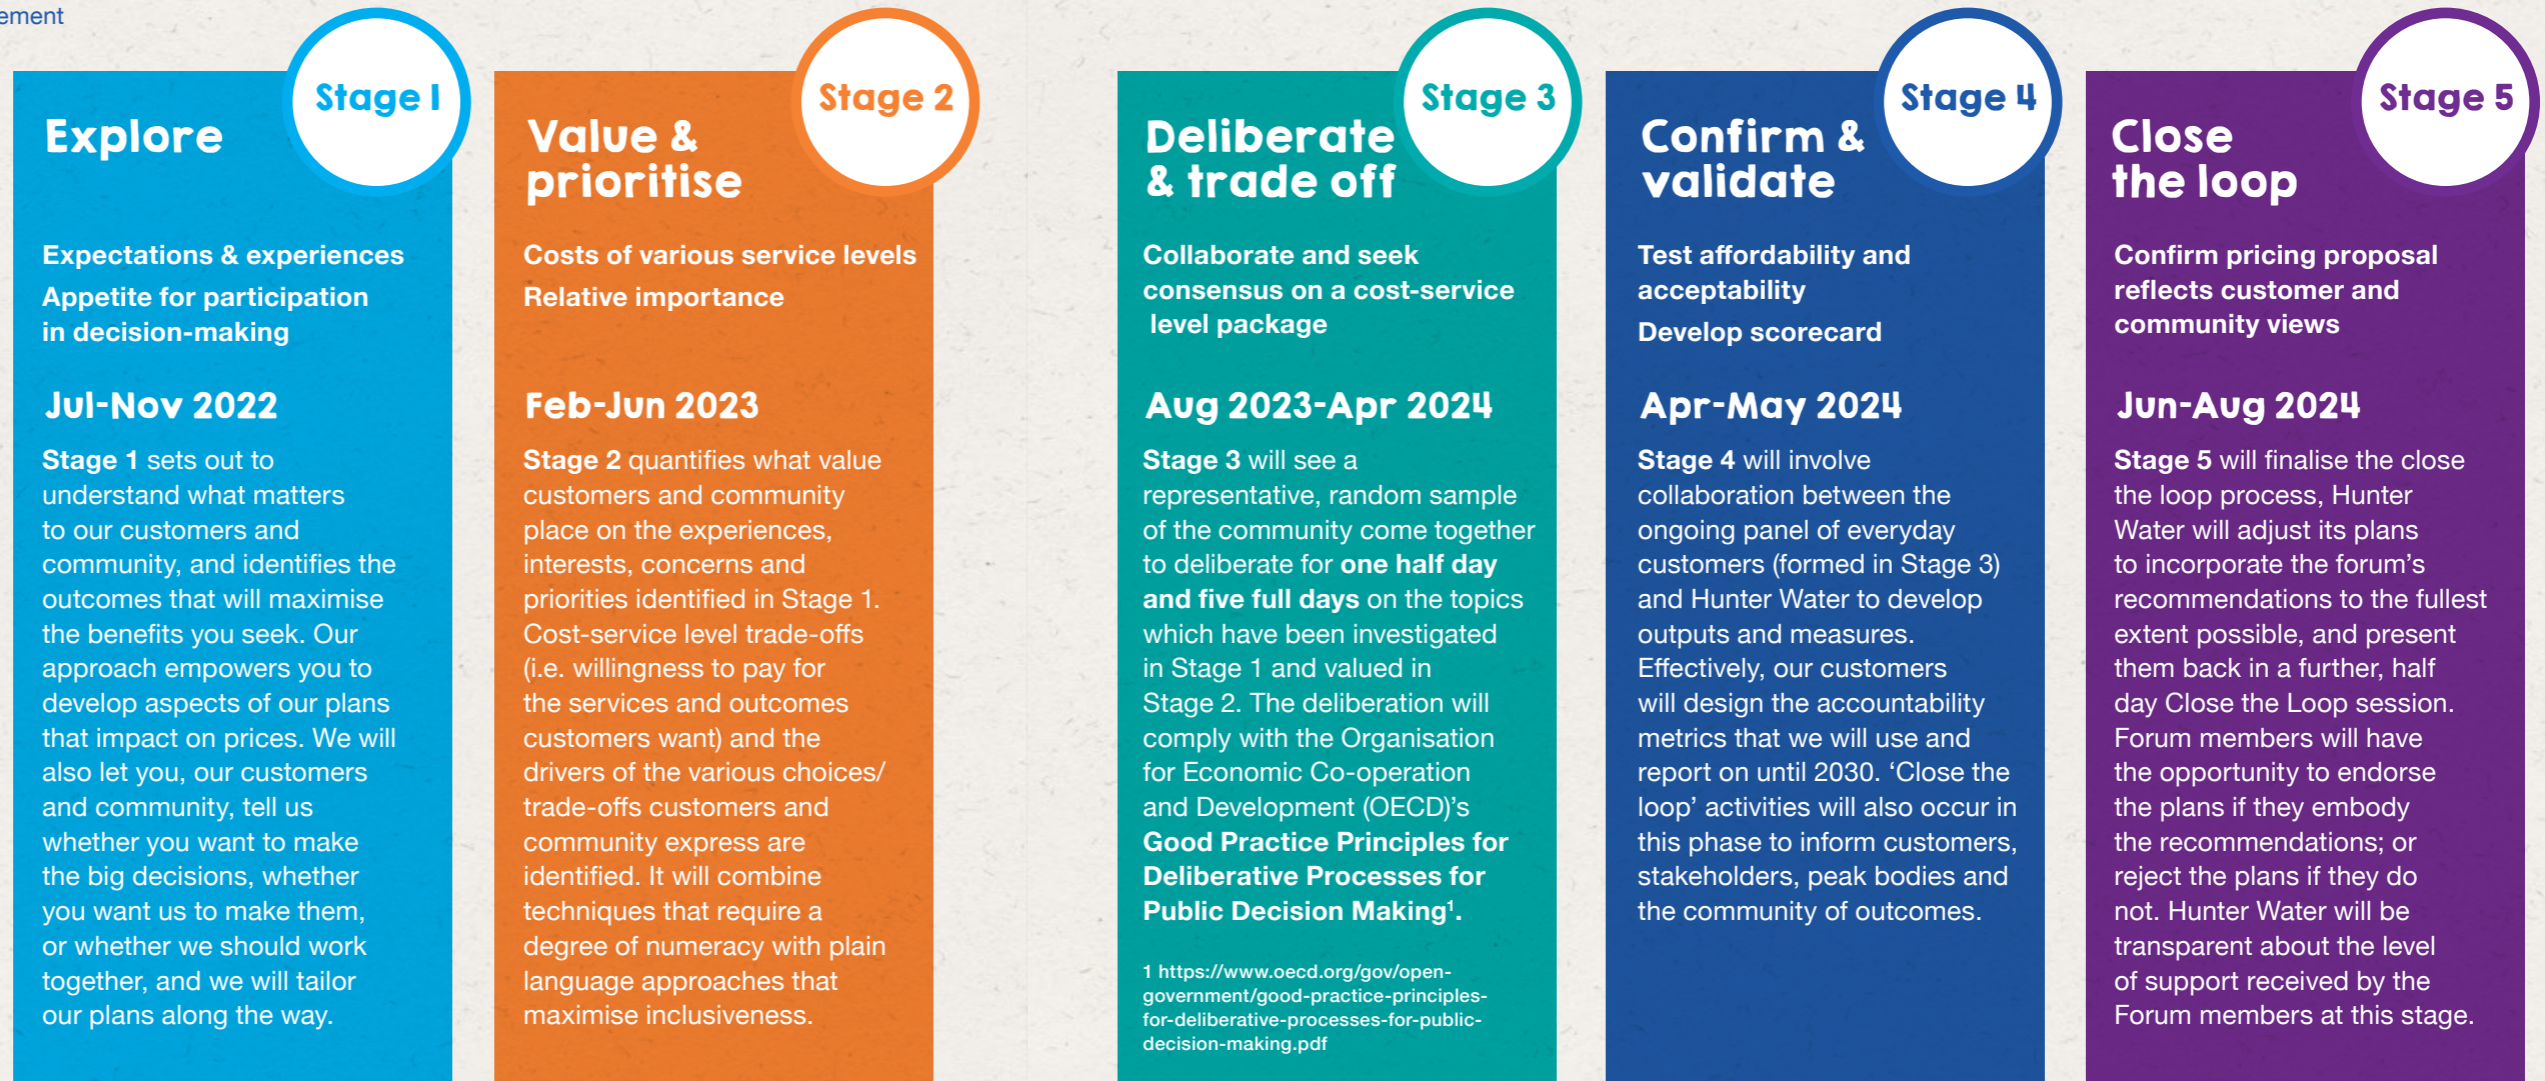 ement
Stage 1
Explore
Expectations & experiences
Appetite for participation
in decision-making
Jul-Nov 2022
Stage 1 sets out to
understand what matters
to our customers and
community, and identifies the
outcomes that will maximise
the benefits you seek. Our
approach empowers you to
develop aspects of our plans
that impact on prices. We will
also let you, our customers
and community, tell us
whether you want to make
the big decisions, whether
you want us to make them,
or whether we should work
together, and we will tailor
our plans along the way.
Stage 2
Value &
prioritise
Costs of various service levels
Relative importance
Feb-Jun 2023
Stage 2 quantifies what value
customers and community
place on the experiences,
interests, concerns and
priorities identified in Stage 1.
Cost-service level trade-offs
(i.e. willingness to pay for
the services and outcomes
customers want) and the
drivers of the various choices/
trade-offs customers and
community express are
identified. It will combine
techniques that require a
degree of numeracy with plain
language approaches that
maximise inclusiveness.
Stage 3
Deliberate
& trade off
Collaborate and seek
consensus on a cost-service
level package
Aug 2023-Apr 2024
Stage 3 will see a
representative, random sample
of the community come together
to deliberate for one half day
and five full days on the topics
which have been investigated
in Stage 1 and valued in
Stage 2. The deliberation will
comply with the Organisation
for Economic Co-operation
and Development (OECD)’s
Good Practice Principles for
Deliberative Processes for
Public Decision Making¹.
1 https://www.oecd.org/gov/open-
government/good-practice-principles-
for-deliberative-processes-for-public-
decision-making.pdf
Stage 4
Confirm &
validate
Test affordability and
acceptability
Develop scorecard
Apr-May 2024
Stage 4 will involve
collaboration between the
ongoing panel of everyday
customers (formed in Stage 3)
and Hunter Water to develop
outputs and measures.
Effectively, our customers
will design the accountability
metrics that we will use and
report on until 2030. ‘Close the
loop’ activities will also occur in
this phase to inform customers,
stakeholders, peak bodies and
the community of outcomes.
Stage 5
Close
the loop
Confirm pricing proposal
reflects customer and
community views
Jun-Aug 2024
Stage 5 will finalise the close
the loop process, Hunter
Water will adjust its plans
to incorporate the forum’s
recommendations to the fullest
extent possible, and present
them back in a further, half
day Close the Loop session.
Forum members will have
the opportunity to endorse
the plans if they embody
the recommendations; or
reject the plans if they do
not. Hunter Water will be
transparent about the level
of support received by the
Forum members at this stage.